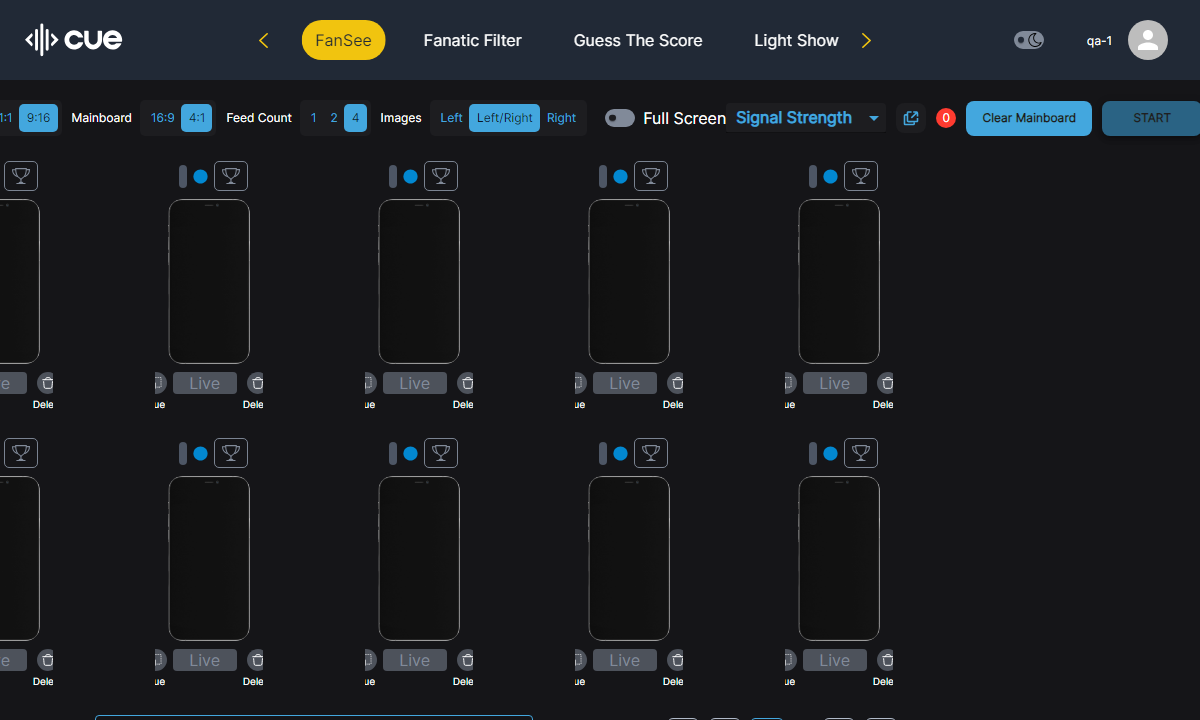 cue FanSee Fanatic Filter Guess The Score Light Show qa-1
1:1 9:16 Mainboard 16:9 4:1 Feed Count 1 2 4 Images Left Left/Right Right Full Screen Signal Strength 0 Clear Mainboard START
e Live Live Live Live
Dele ue Dele ue Dele ue Dele ue Dele
e Live Live Live Live
Dele ue Dele ue Dele ue Dele ue Dele